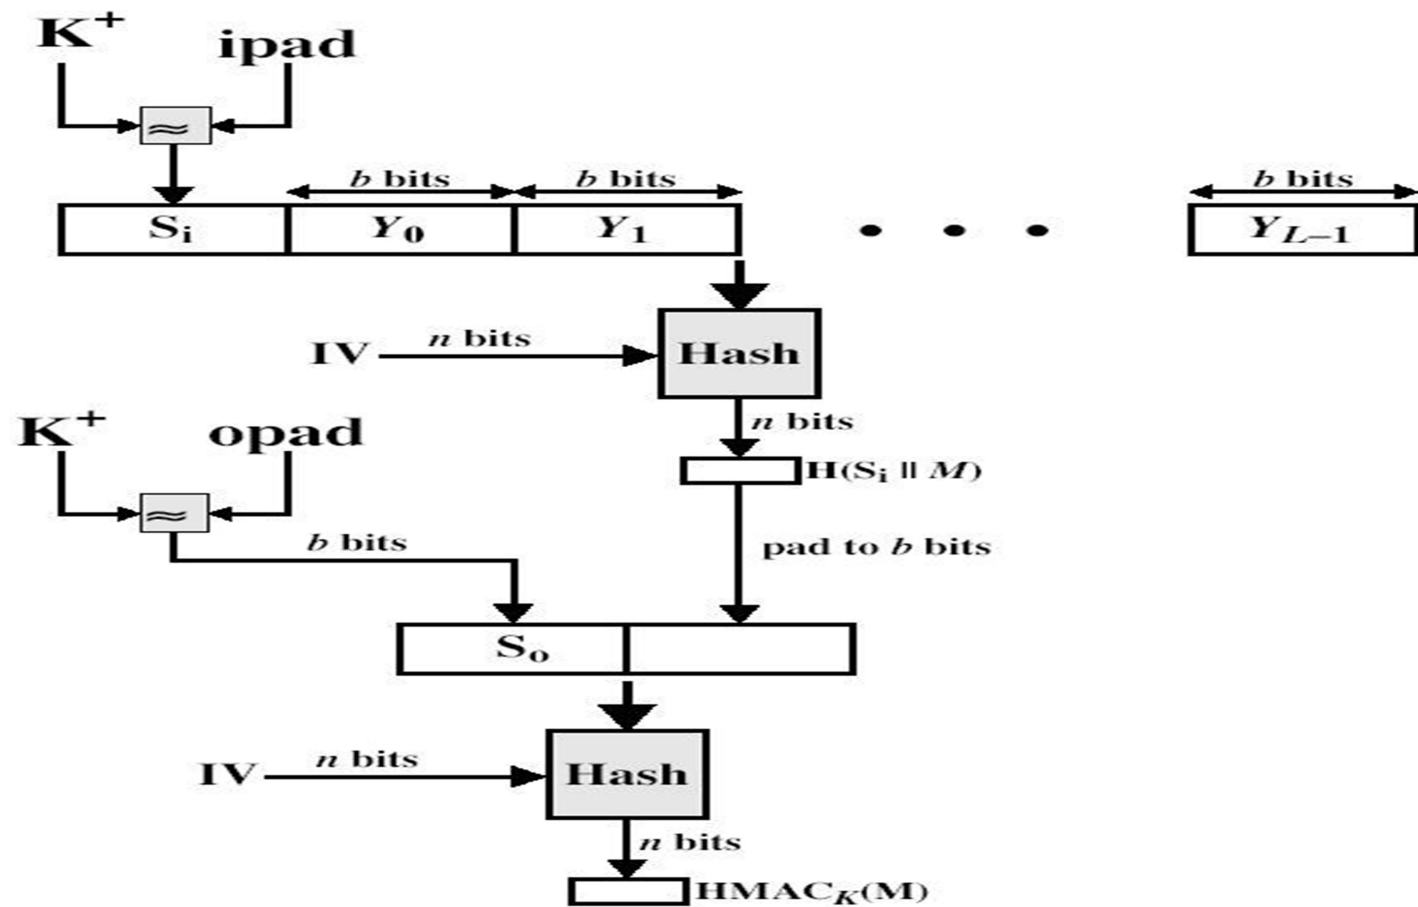 K+ ipad
≈ 
b bits b bits b bits
Si Y0 Y1 • • • YL–1
IV n bits Hash
n bits
K+ opad
H(Si || M)
≈
b bits pad to b bits
So
IV n bits Hash
n bits
HMACK(M)